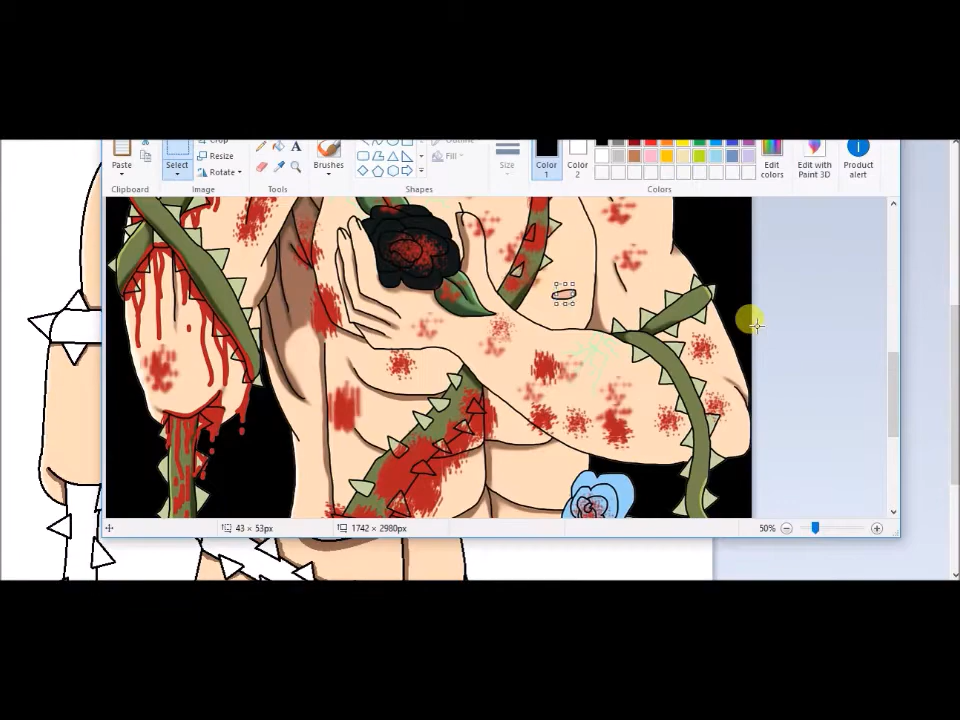 Crop
Outline
Paste
Select
Resize
Rotate
Brushes
Fill
Size
Color
1
Color
2
Edit
colors
Edit with
Paint 3D
Product
alert
Clipboard
Image
Tools
Shapes
Colors
A
43 × 53px
1742 × 2980px
50%